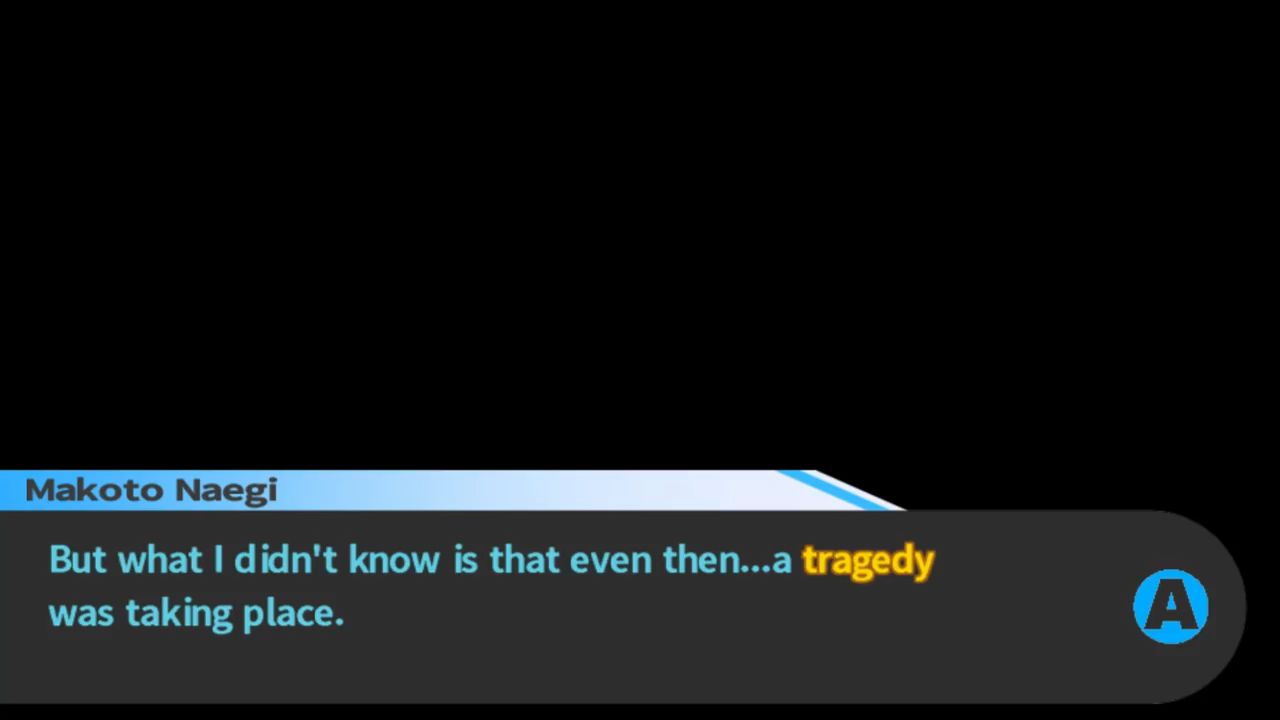 Makoto Naegi
But what I didn't know is that even then...a tragedy
was taking place.
A